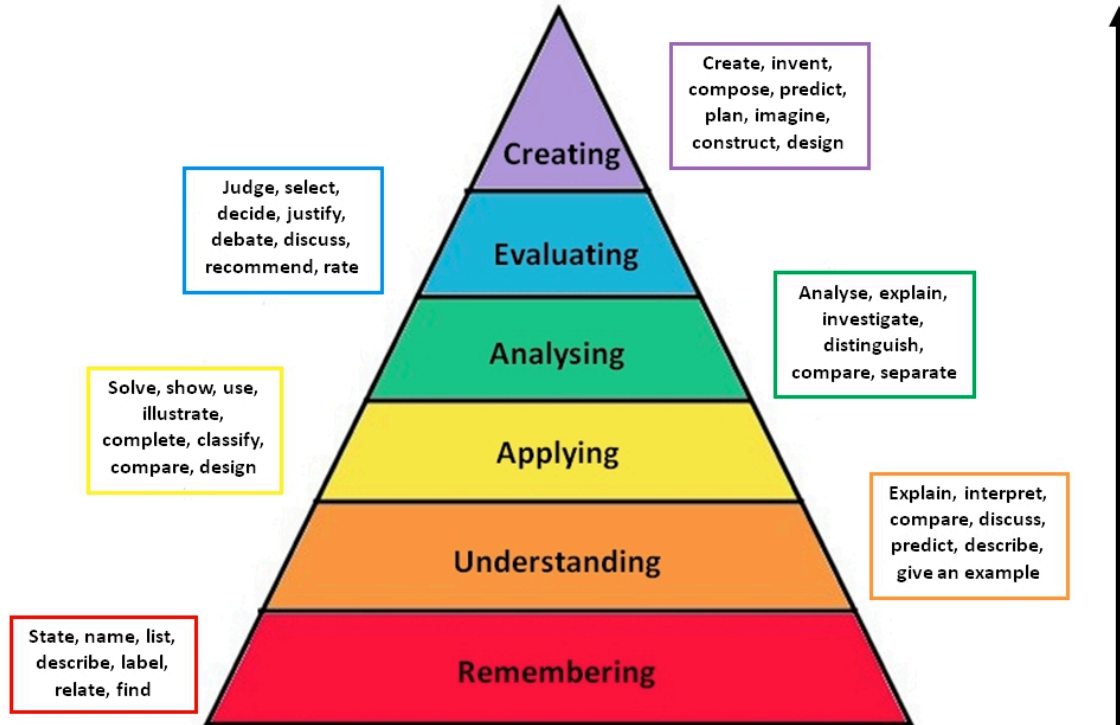 Create, invent,
compose, predict,
plan, imagine,
construct, design
Creating
Judge, select,
decide, justify,
debate, discuss,
recommend, rate
Evaluating
Analyse, explain,
investigate,
distinguish,
compare, separate
Analysing
Solve, show, use,
illustrate,
complete, classify,
compare, design
Applying
Explain, interpret,
compare, discuss,
predict, describe,
give an example
Understanding
State, name, list,
describe, label,
relate, find
Remembering